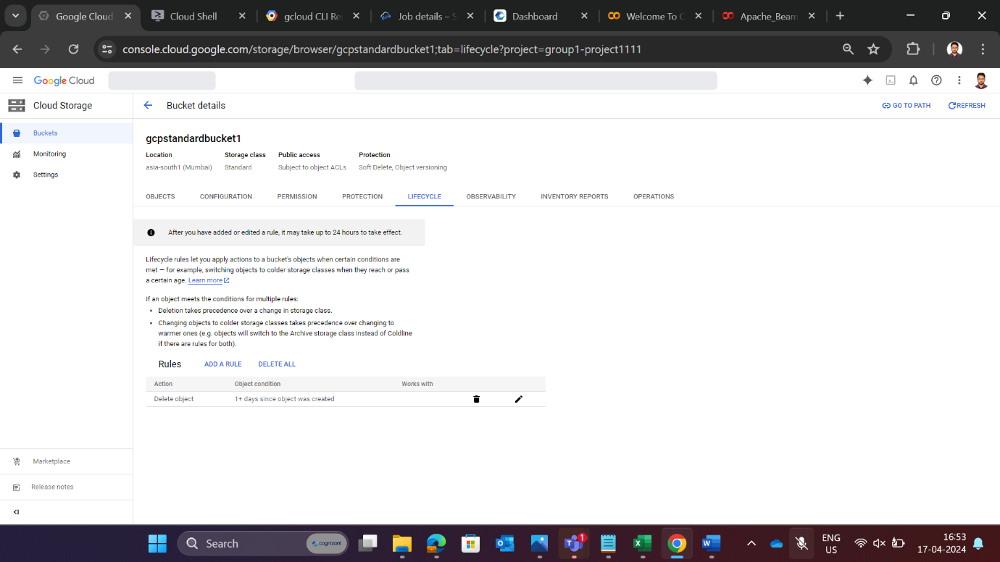 Google Cloud
Cloud Shell
gcloud CLI Re
Job details – S
Dashboard
Welcome To C
Apache_Beam
console.cloud.google.com/storage/browser/gcpstandardbucket1;tab=lifecycle?project=group1-project1111
Google Cloud
Cloud Storage
Bucket details
GO TO PATH
REFRESH
Buckets
Monitoring
Settings
gcpstandardbucket1
Location Storage class Public access Protection
asia-south1 (Mumbai) Standard Subject to object ACLs Soft Delete, Object versioning
OBJECTS CONFIGURATION PERMISSION PROTECTION LIFECYCLE OBSERVABILITY INVENTORY REPORTS OPERATIONS
After you have added or edited a rule, it may take up to 24 hours to take effect.
Lifecycle rules let you apply actions to a bucket's objects when certain conditions are
met — for example, switching objects to colder storage classes when they reach or pass
a certain age. Learn more
If an object meets the conditions for multiple rules:
• Deletion takes precedence over a change in storage class.
• Changing objects to colder storage classes takes precedence over changing to
warmer ones (e.g. objects will switch to the Archive storage class instead of Coldline
if there are rules for both).
Rules ADD A RULE DELETE ALL
Action Object condition Works with
Delete object 1+ days since object was created
Marketplace
Release notes
Search
cognizant
1
ENG
US
16:53
17-04-2024